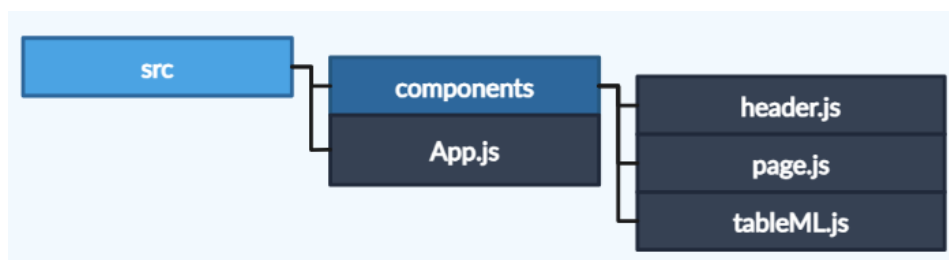 src
components
App.js
header.js
page.js
tableML.js